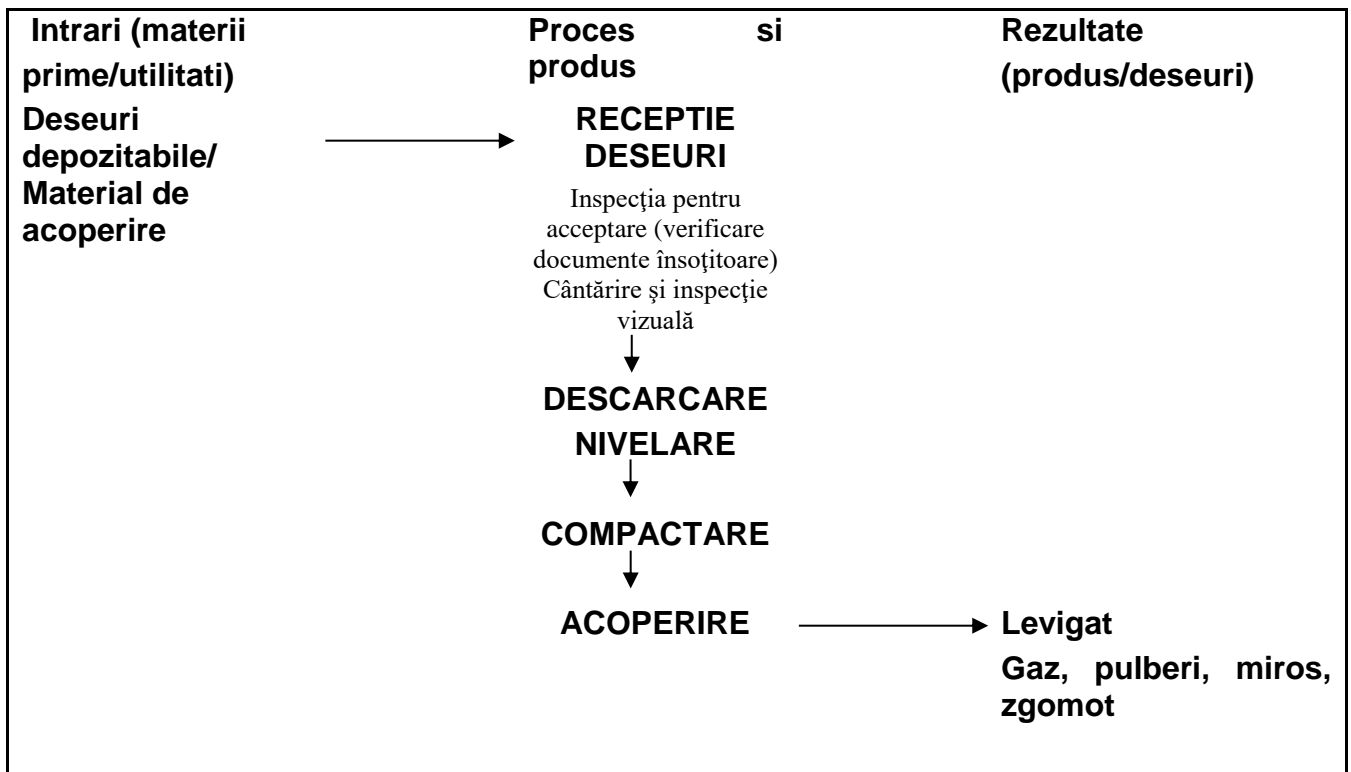 Intrari (materii
prime/utilitati)
Proces si
produs
Rezultate
(produs/deseuri)
Deseuri
depozitabile/
Material de
acoperire
RECEPTIE
DESEURI
Inspecţia pentru
acceptare (verificare
documente însoţitoare)
Cântărire şi inspecţie
vizuală
DESCARCARE
NIVELARE
COMPACTARE
ACOPERIRE
Levigat
Gaz, pulberi, miros,
zgomot